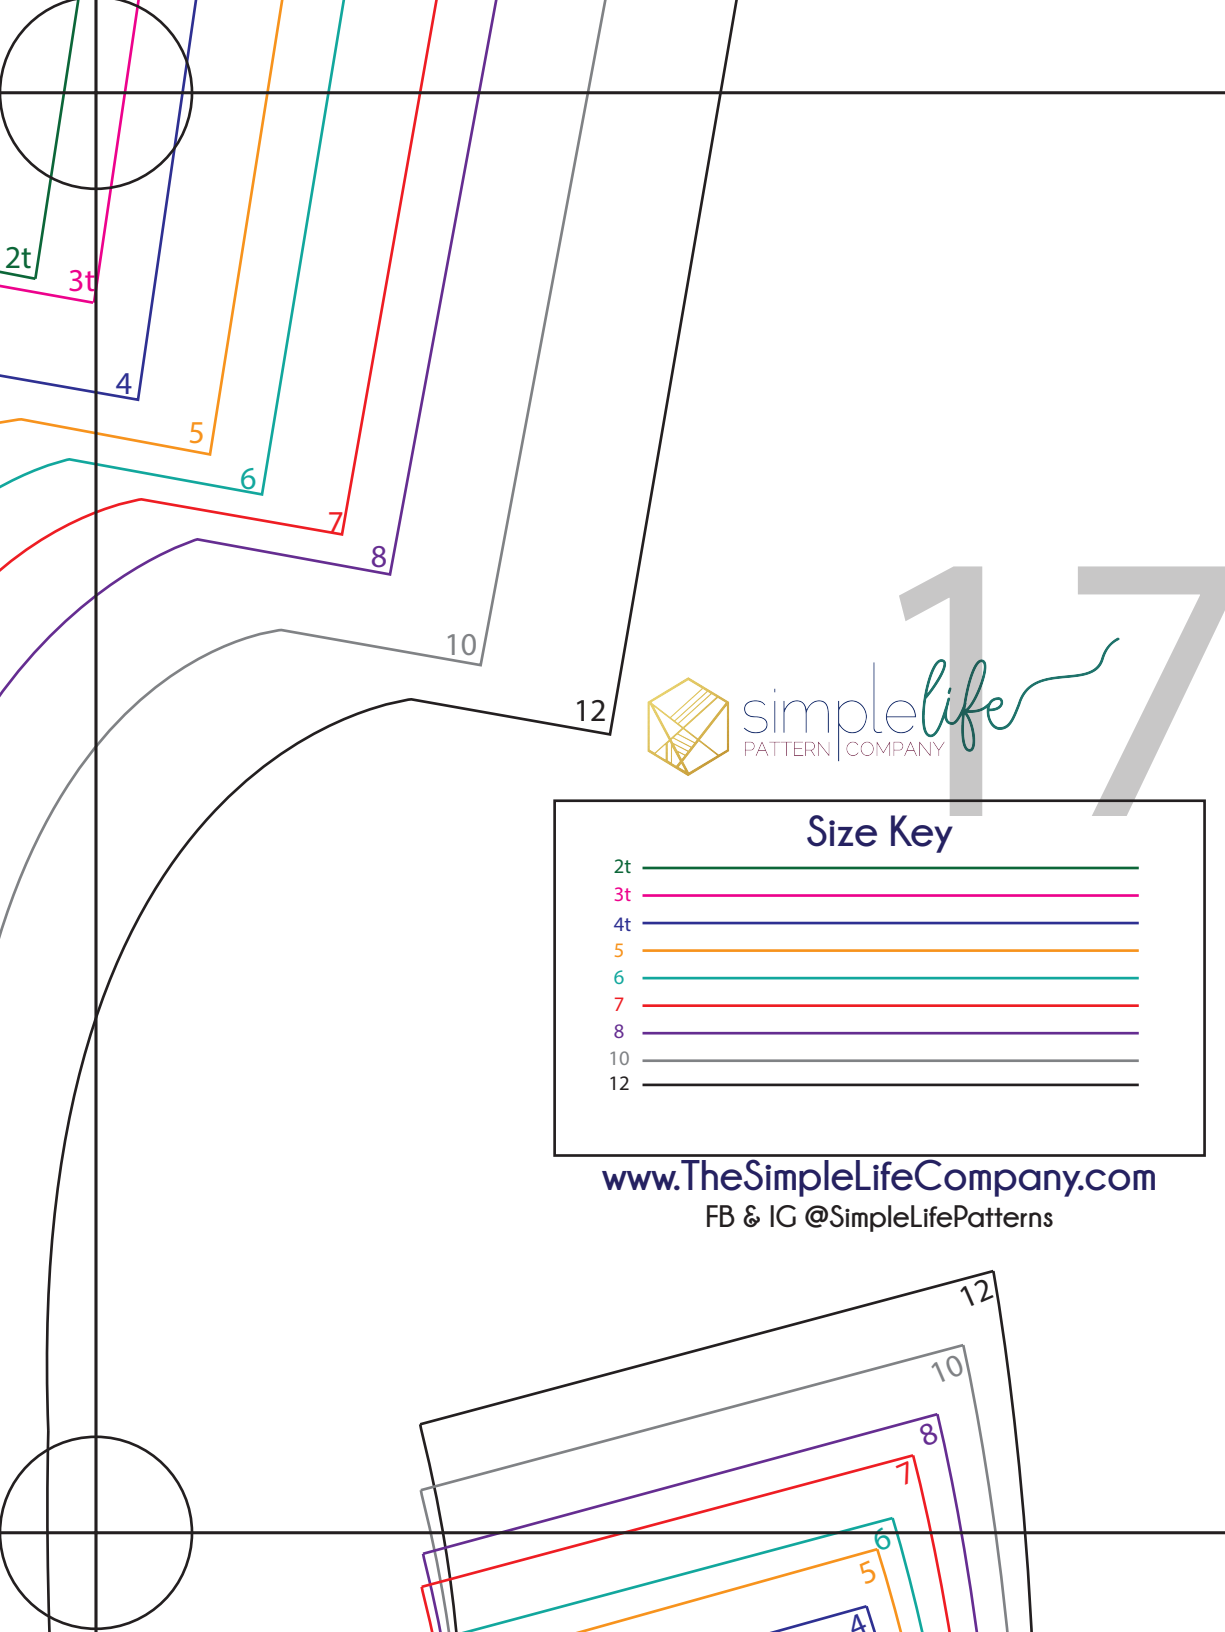 2t
3t
4
5
6
7
8
10
12
17
simple life
PATTERN COMPANY
Size Key
2t
3t
4t
5
6
7
8
10
12
www.TheSimpleLifeCompany.com
FB & IG @SimpleLifePatterns
12
10
8
7
6
5
4